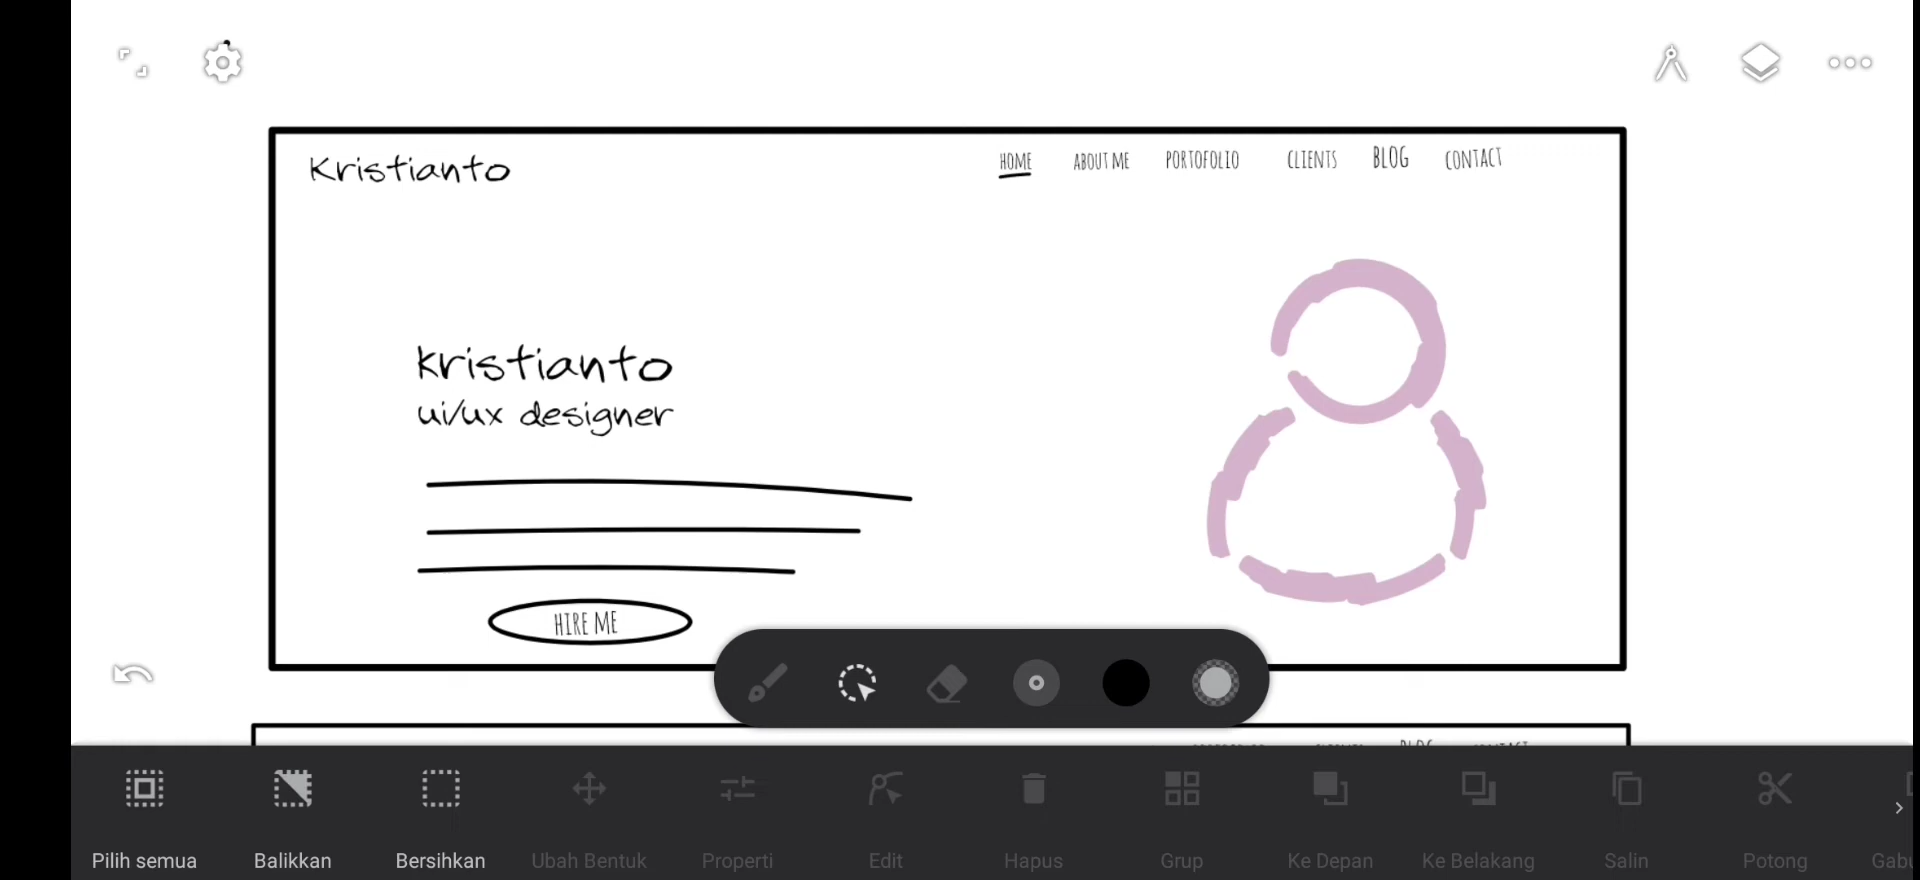 Kristianto
HOME ABOUT ME PORTOFOLIO CLIENTS BLOG CONTACT
kristianto
ui/ux designer
HIRE ME
BLOG
Pilih semua Balikkan Bersihkan Ubah Bentuk Properti Edit Hapus Grup Ke Depan Ke Belakang Salin Potong